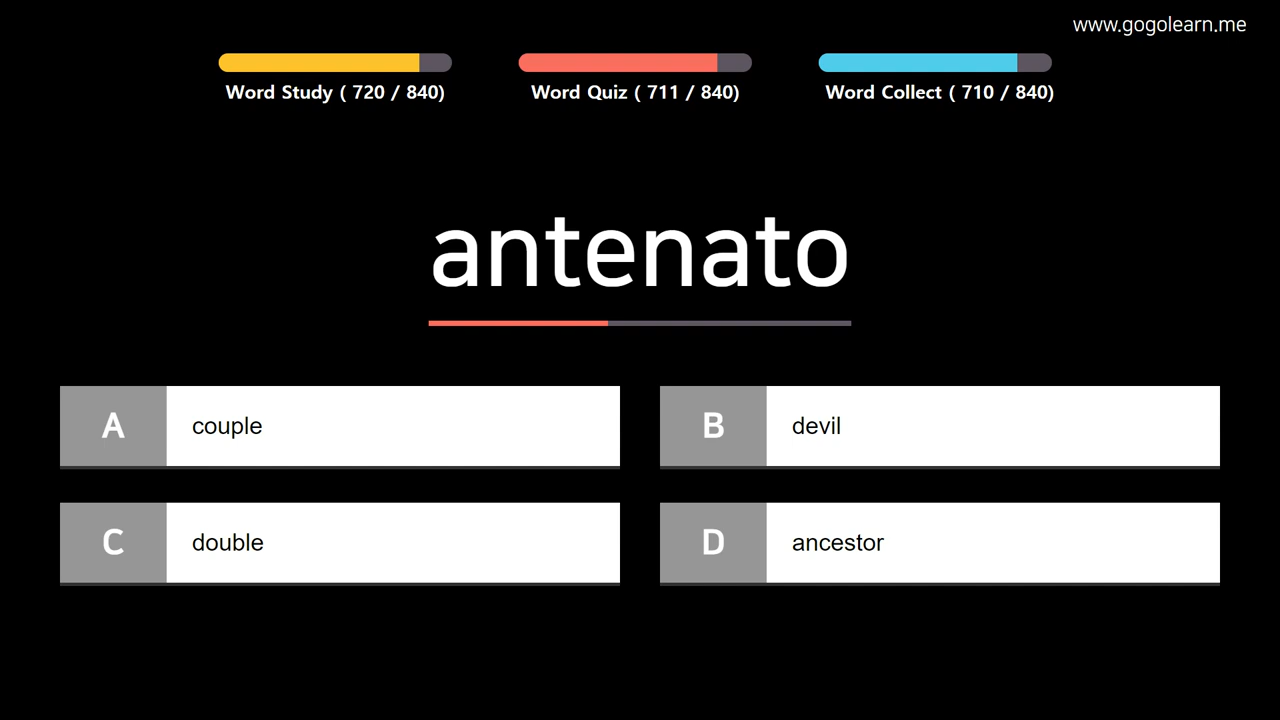 www.gogolearn.me
Word Study ( 720 / 840)
Word Quiz ( 711 / 840)
Word Collect ( 710 / 840)
antenato
A couple
B devil
C double
D ancestor